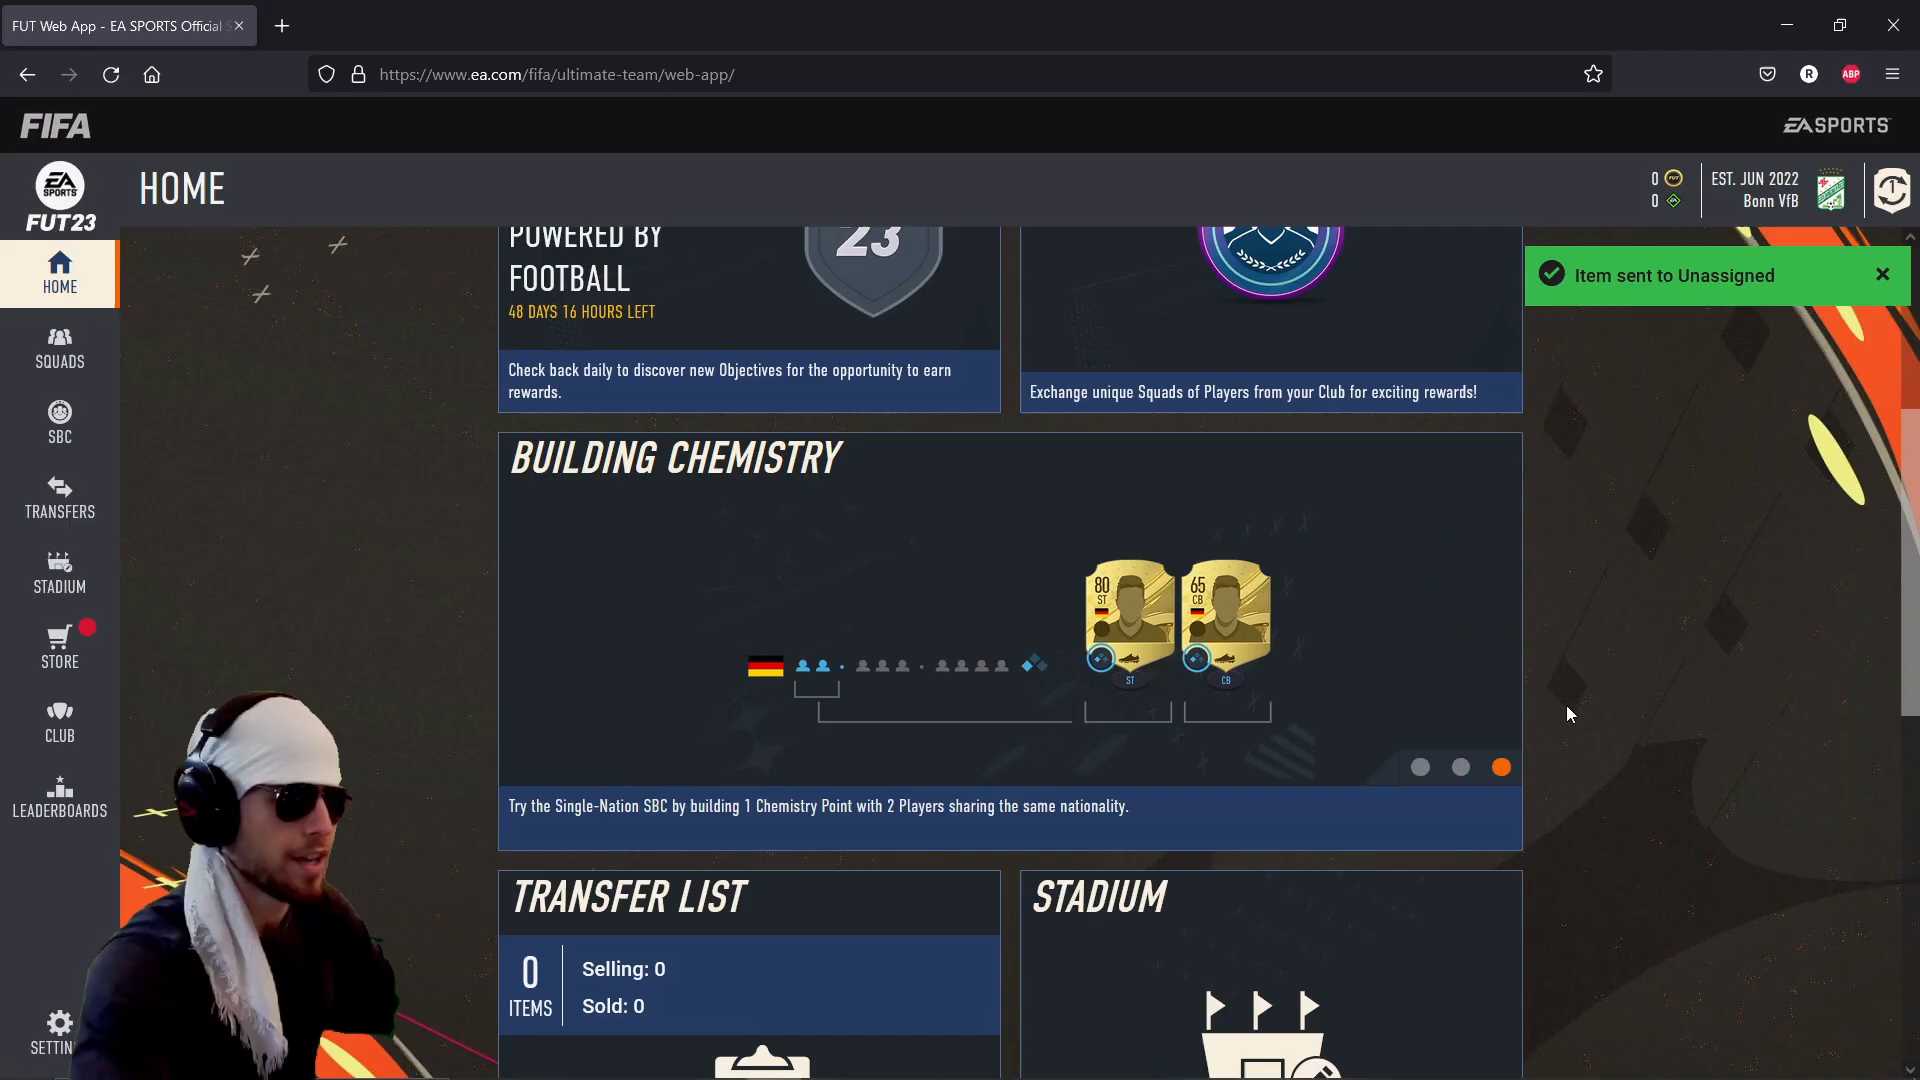 FUT Web App - EA SPORTS Official S
https://www.ea.com/fifa/ultimate-team/web-app/
R
ABP
FIFA
EA SPORTS
EA SPORTS
FUT23
HOME
0
0
EST. JUN 2022
Bonn VfB
1
HOME
SQUADS
SBC
TRANSFERS
STADIUM
STORE
CLUB
LEADERBOARDS
SETTIN
POWERED BY
FOOTBALL
48 DAYS 16 HOURS LEFT
23
Check back daily to discover new Objectives for the opportunity to earn
rewards.
Exchange unique Squads of Players from your Club for exciting rewards!
Item sent to Unassigned
BUILDING CHEMISTRY
80
ST
ST
65
CB
CB
Try the Single-Nation SBC by building 1 Chemistry Point with 2 Players sharing the same nationality.
TRANSFER LIST
0
ITEMS
Selling: 0
Sold: 0
STADIUM